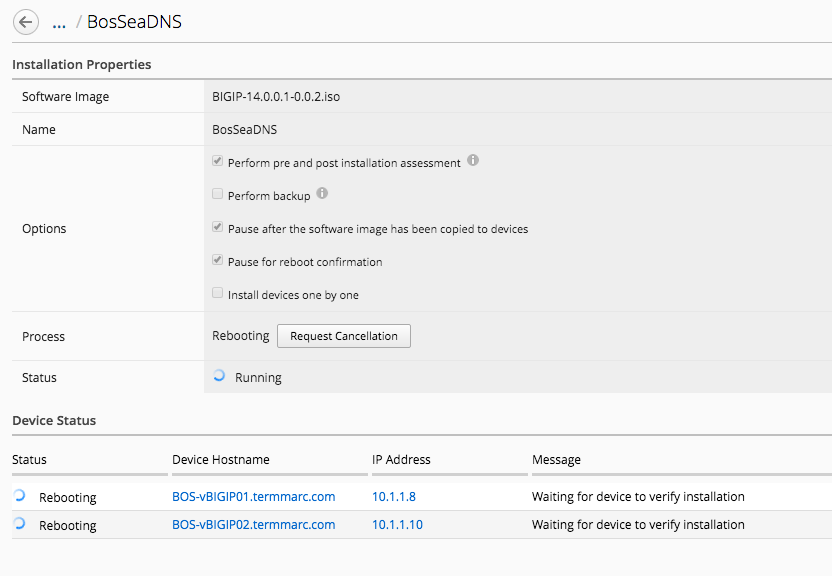 ... / BosSeaDNS
Installation Properties
Software Image BIGIP-14.0.0.1-0.0.2.iso
Name BosSeaDNS
Options
Perform pre and post installation assessment
Perform backup
Pause after the software image has been copied to devices
Pause for reboot confirmation
Install devices one by one
Process Rebooting Request Cancellation
Status Running
Device Status
Status Device Hostname IP Address Message
Rebooting BOS-vBIGIP01.termmarc.com 10.1.1.8 Waiting for device to verify installation
Rebooting BOS-vBIGIP02.termmarc.com 10.1.1.10 Waiting for device to verify installation